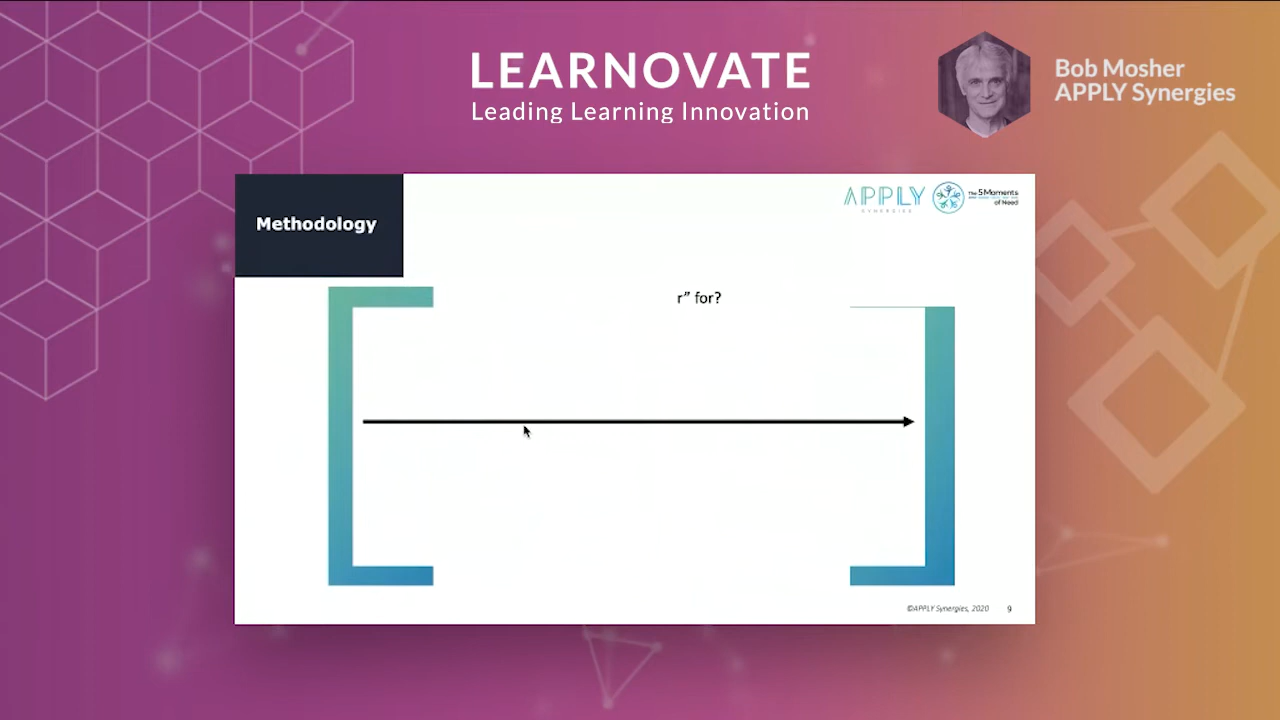 LEARNOVATE
Leading Learning Innovation
Bob Mosher
APPLY Synergies
Methodology
APPLY
SYNERGIES
The 5 Moments
of Need
r” for?
©APPLY Synergies, 2020
9